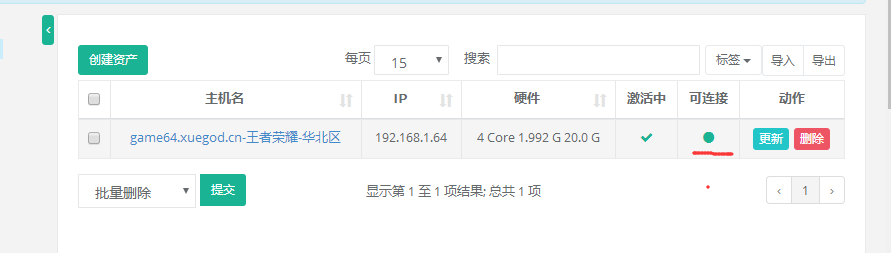 创建资产 每页 15 搜索 标签 导入 导出
主机名 IP 硬件 激活中 可连接 动作
game64.xuegod.cn-王者荣耀-华北区 192.168.1.64 4 Core 1.992 G 20.0 G 更新 删除
批量删除 提交 显示第 1 至 1 项结果; 总共 1 项 ‹ 1 ›